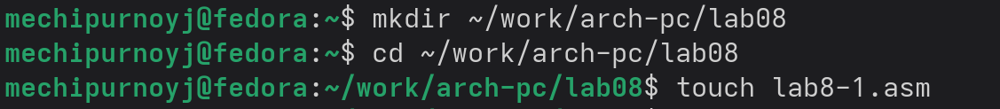 mechipurnoyj@fedora:~$ mkdir ~/work/arch-pc/lab08
mechipurnoyj@fedora:~$ cd ~/work/arch-pc/lab08
mechipurnoyj@fedora:~/work/arch-pc/lab08$ touch lab8-1.asm